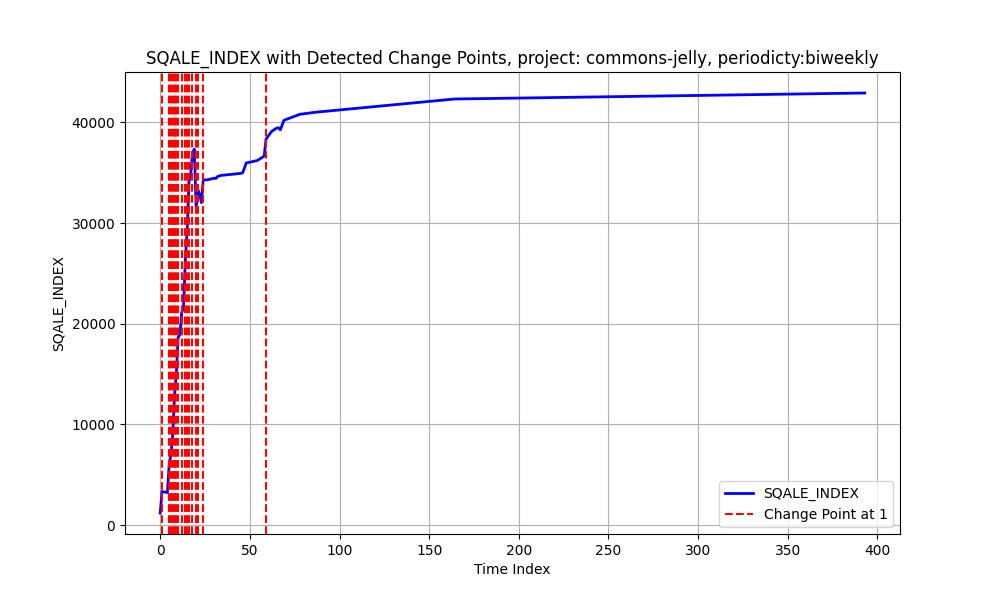 SQALE_INDEX with Detected Change Points, project: commons-jelly, periodicty:biweekly
SQALE_INDEX
40000
30000
20000
10000
0
0 50 100 150 200 250 300 350 400
Time Index
SQALE_INDEX
Change Point at 1